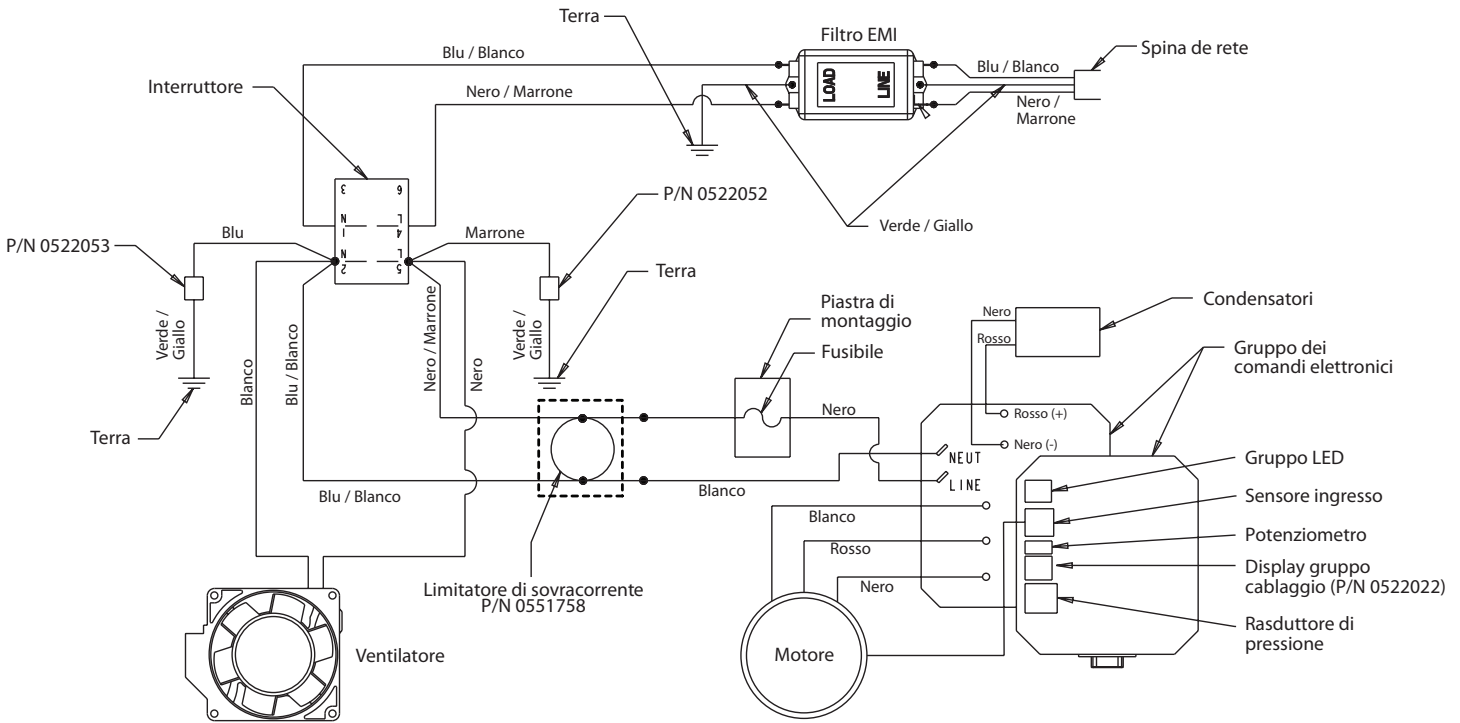 Terra
Filtro EMI
Spina de rete
Blu / Blanco
Blu / Blanco
Interruttore
Nero / Marrone
LOAD
LINE
Nero /
Marrone
3
6
P/N 0522052
N
1
L
4
Verde / Giallo
P/N 0522053
Blu
Marrone
N
2
L
5
Terra
Verde /
Giallo
Blanco
Blu / Blanco
Nero / Marrone
Nero
Verde /
Giallo
Piastra di
montaggio
Fusibile
Nero
Rosso
Condensatori
Gruppo dei
comandi elettronici
Terra
Nero
Rosso (+)
Nero (-)
NEUT
LINE
Gruppo LED
Blu / Blanco
Blanco
Sensore ingresso
Blanco
Rosso
Nero
Potenziometro
Display gruppo
cablaggio (P/N 0522022)
Limitatore di sovracorrente
P/N 0551758
Rasduttore di
pressione
Ventilatore
Motore